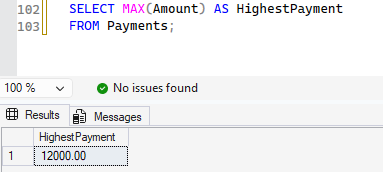 102 SELECT MAX(Amount) AS HighestPayment
103 FROM Payments;
100 % No issues found
Results Messages
HighestPayment
1 12000.00